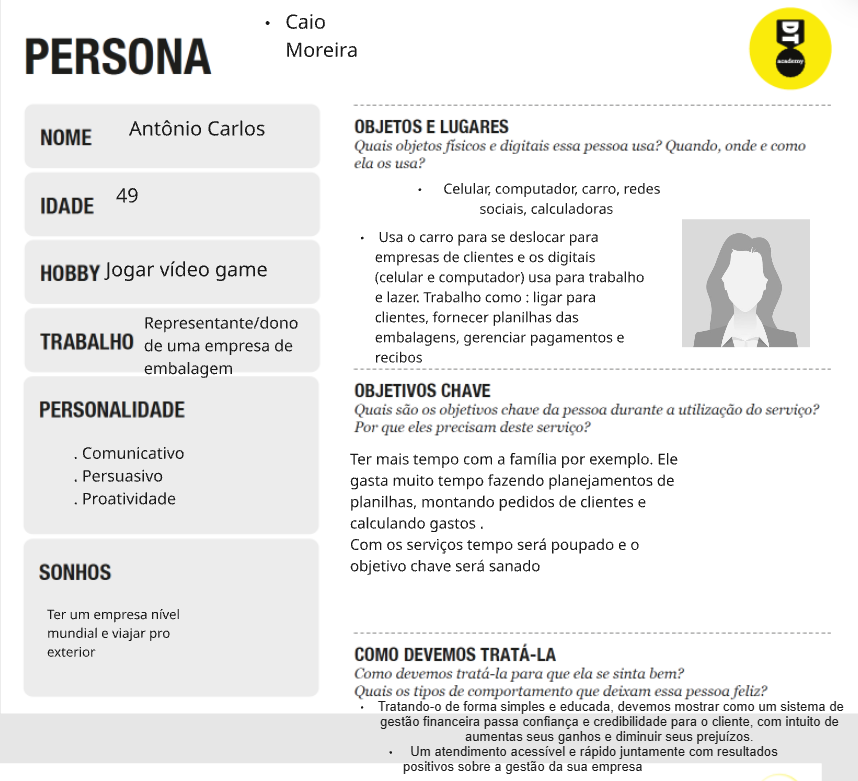 • Caio
Moreira
PERSONA
DT
academy
NOME Antônio Carlos
IDADE 49
HOBBY Jogar vídeo game
TRABALHO Representante/dono
de uma empresa de
embalagem
PERSONALIDADE
. Comunicativo
. Persuasivo
. Proatividade
SONHOS
Ter um empresa nível
mundial e viajar pro
exterior
OBJETOS E LUGARES
Quais objetos físicos e digitais essa pessoa usa? Quando, onde e como
ela os usa?
• Celular, computador, carro, redes
sociais, calculadoras
• Usa o carro para se deslocar para
empresas de clientes e os digitais
(celular e computador) usa para trabalho
e lazer. Trabalho como : ligar para
clientes, fornecer planilhas das
embalagens, gerenciar pagamentos e
recibos
OBJETIVOS CHAVE
Quais são os objetivos chave da pessoa durante a utilização do serviço?
Por que eles precisam deste serviço?
Ter mais tempo com a família por exemplo. Ele
gasta muito tempo fazendo planejamentos de
planilhas, montando pedidos de clientes e
calculando gastos .
Com os serviços tempo será poupado e o
objetivo chave será sanado
COMO DEVEMOS TRATÁ-LA
Como devemos tratá-la para que ela se sinta bem?
Quais os tipos de comportamento que deixam essa pessoa feliz?
• Tratando-o de forma simples e educada, devemos mostrar como um sistema de
gestão financeira passa confiança e credibilidade para o cliente, com intuito de
aumentas seus ganhos e diminuir seus prejuízos.
• Um atendimento acessível e rápido juntamente com resultados
positivos sobre a gestão da sua empresa